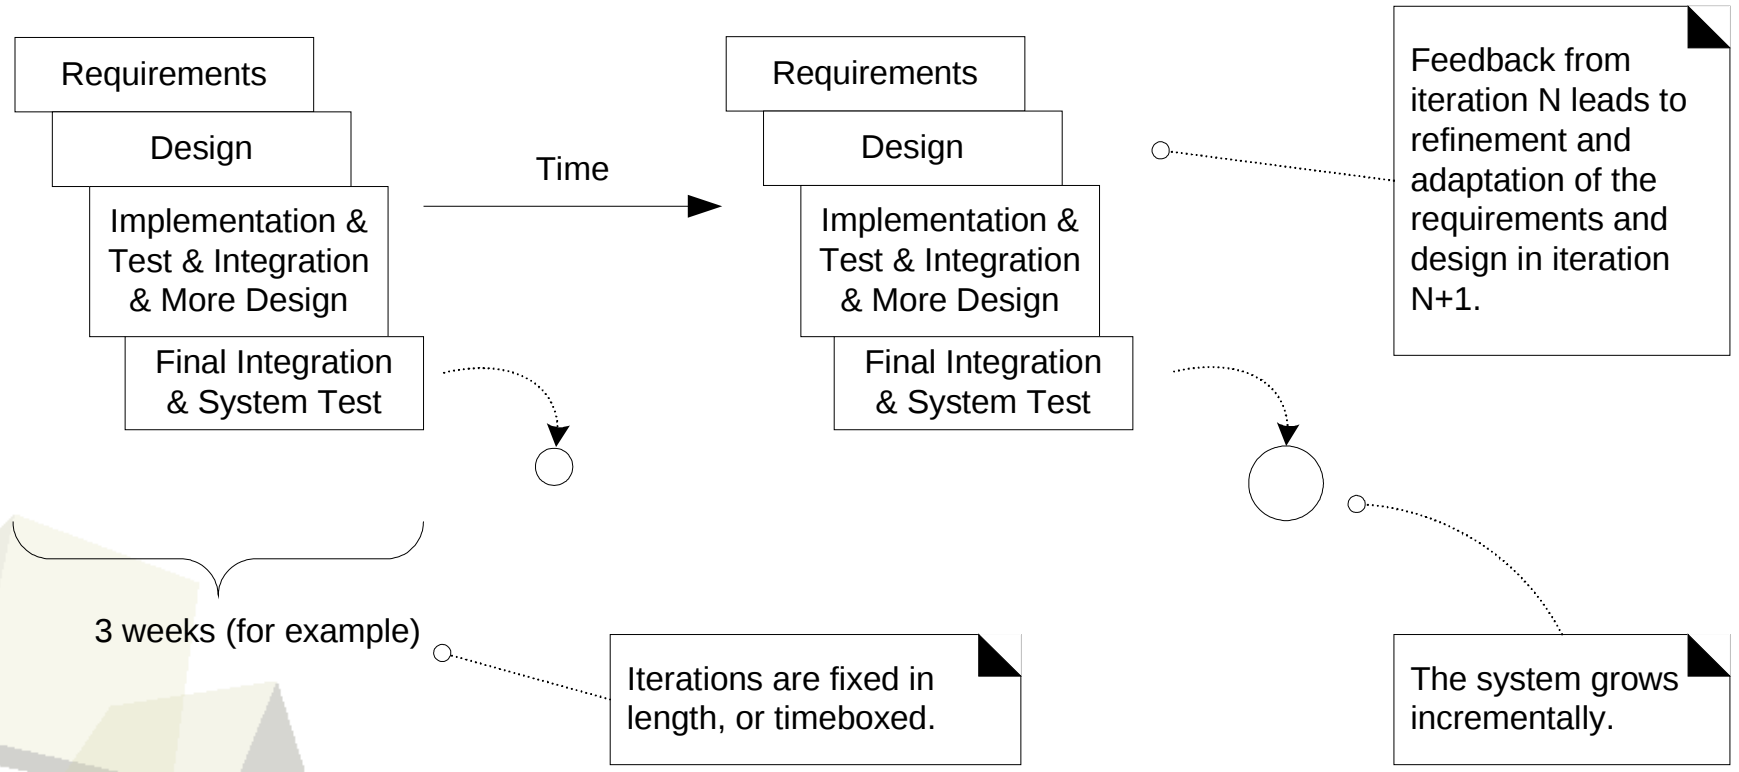 Requirements
Design
Implementation &
Test & Integration
& More Design
Final Integration
& System Test
Time
Requirements
Design
Implementation &
Test & Integration
& More Design
Final Integration
& System Test
Feedback from
iteration N leads to
refinement and
adaptation of the
requirements and
design in iteration
N+1.
3 weeks (for example)
Iterations are fixed in
length, or timeboxed.
The system grows
incrementally.